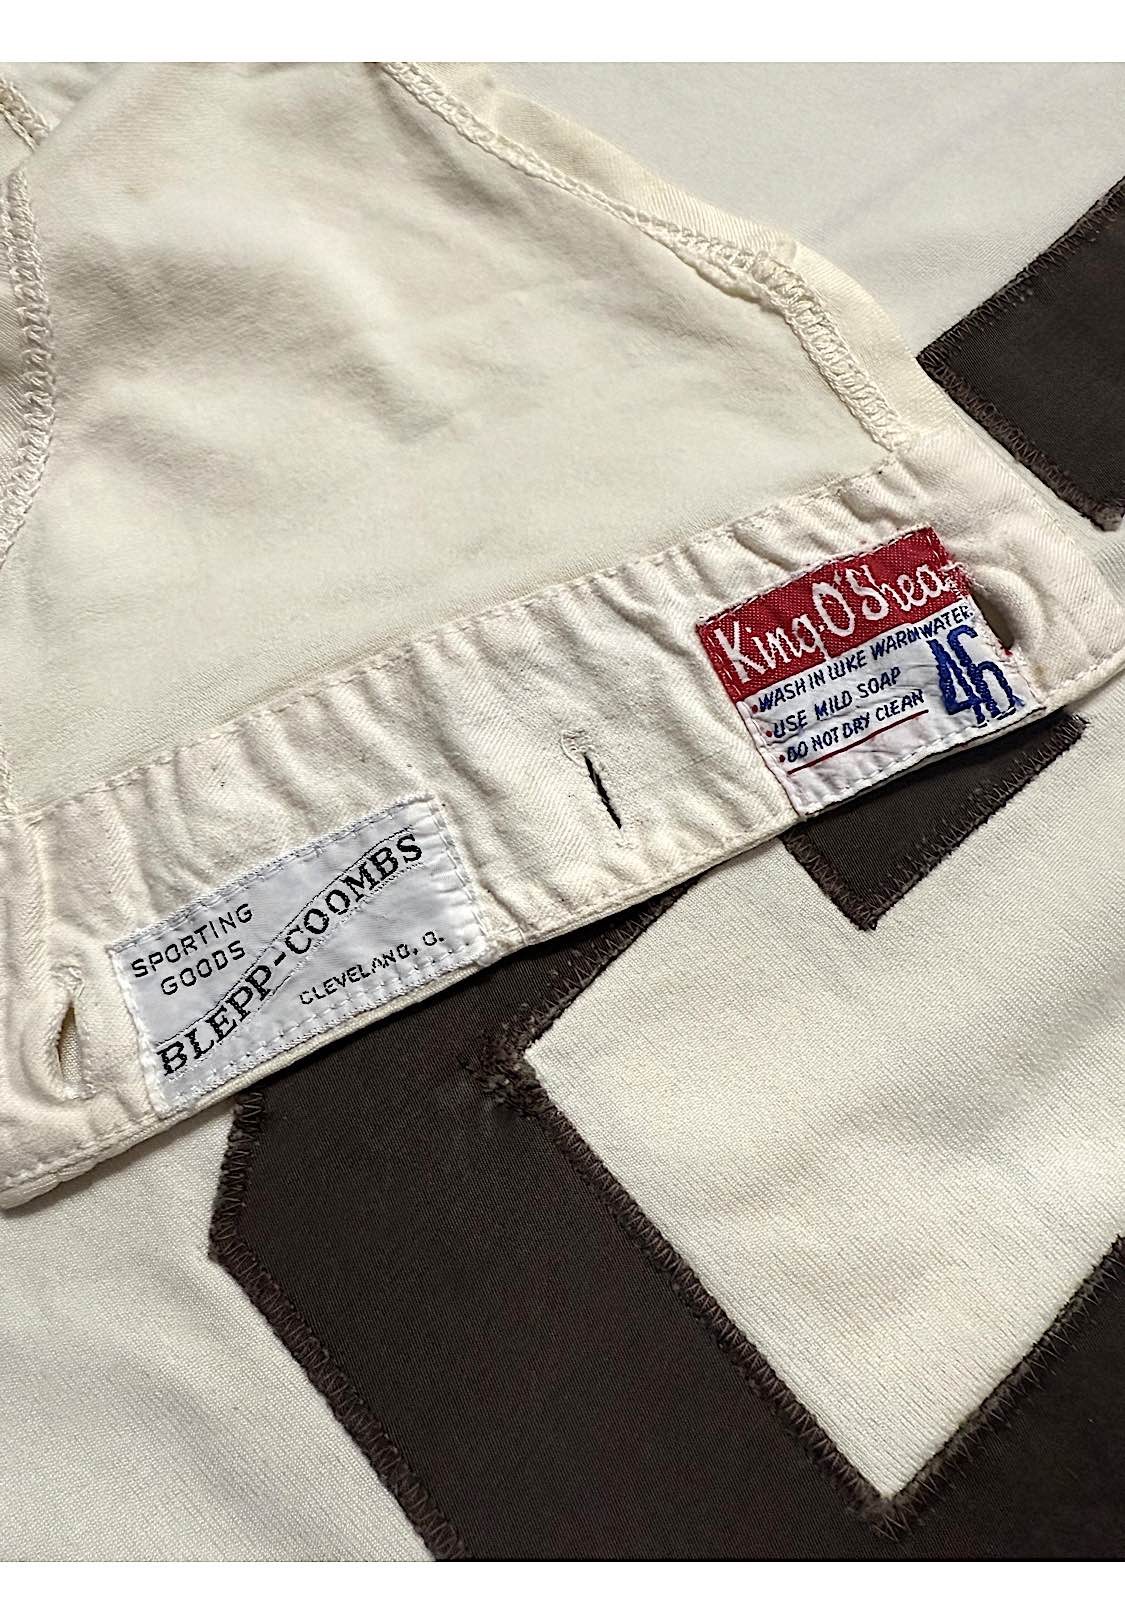 King-O'Shea
• WASH IN LUKE WARM WATER.
• USE MILD SOAP
• DO NOT DRY CLEAN
46
SPORTING
GOODS
BLEPP-COOMBS
CLEVELAND, O.